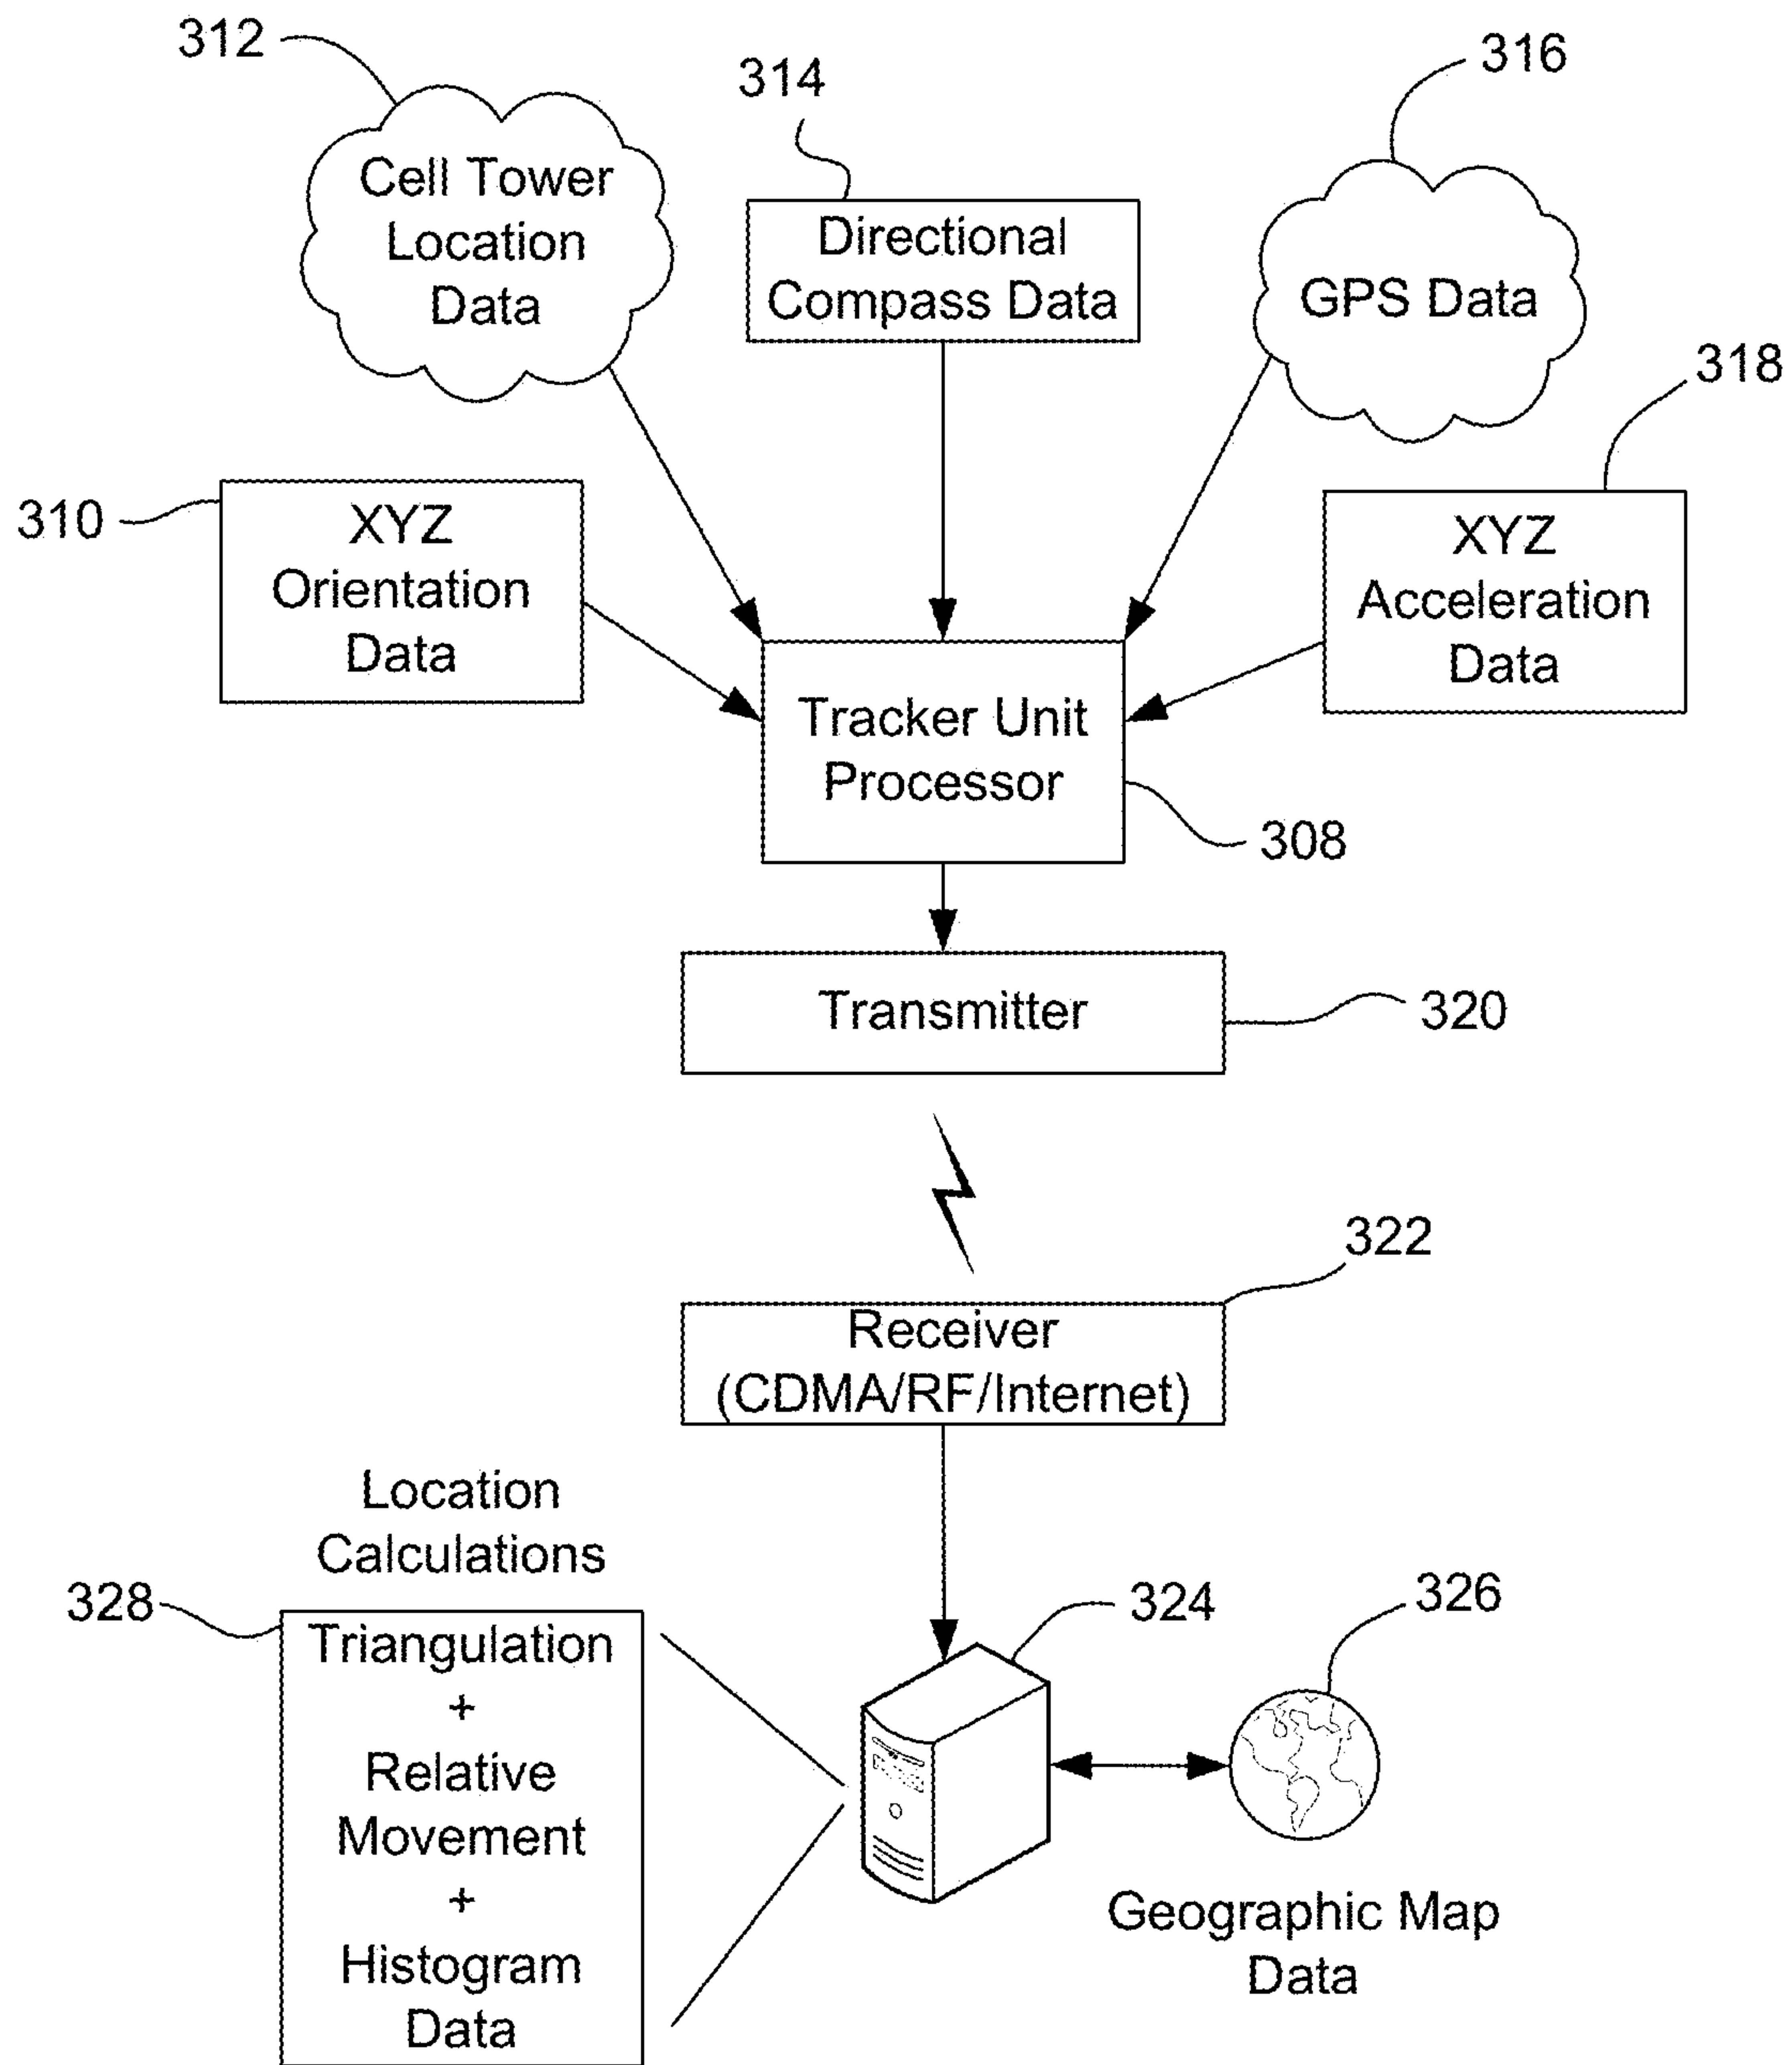 312
Cell Tower
Location
Data
314
Directional
Compass Data
316
GPS Data
318
310
XYZ
Orientation
Data
XYZ
Acceleration
Data
Tracker Unit
Processor
308
Transmitter
320
322
Receiver
(CDMA/RF/Internet)
Location
Calculations
328
Triangulation
+
Relative
Movement
+
Histogram
Data
324
326
Geographic Map
Data